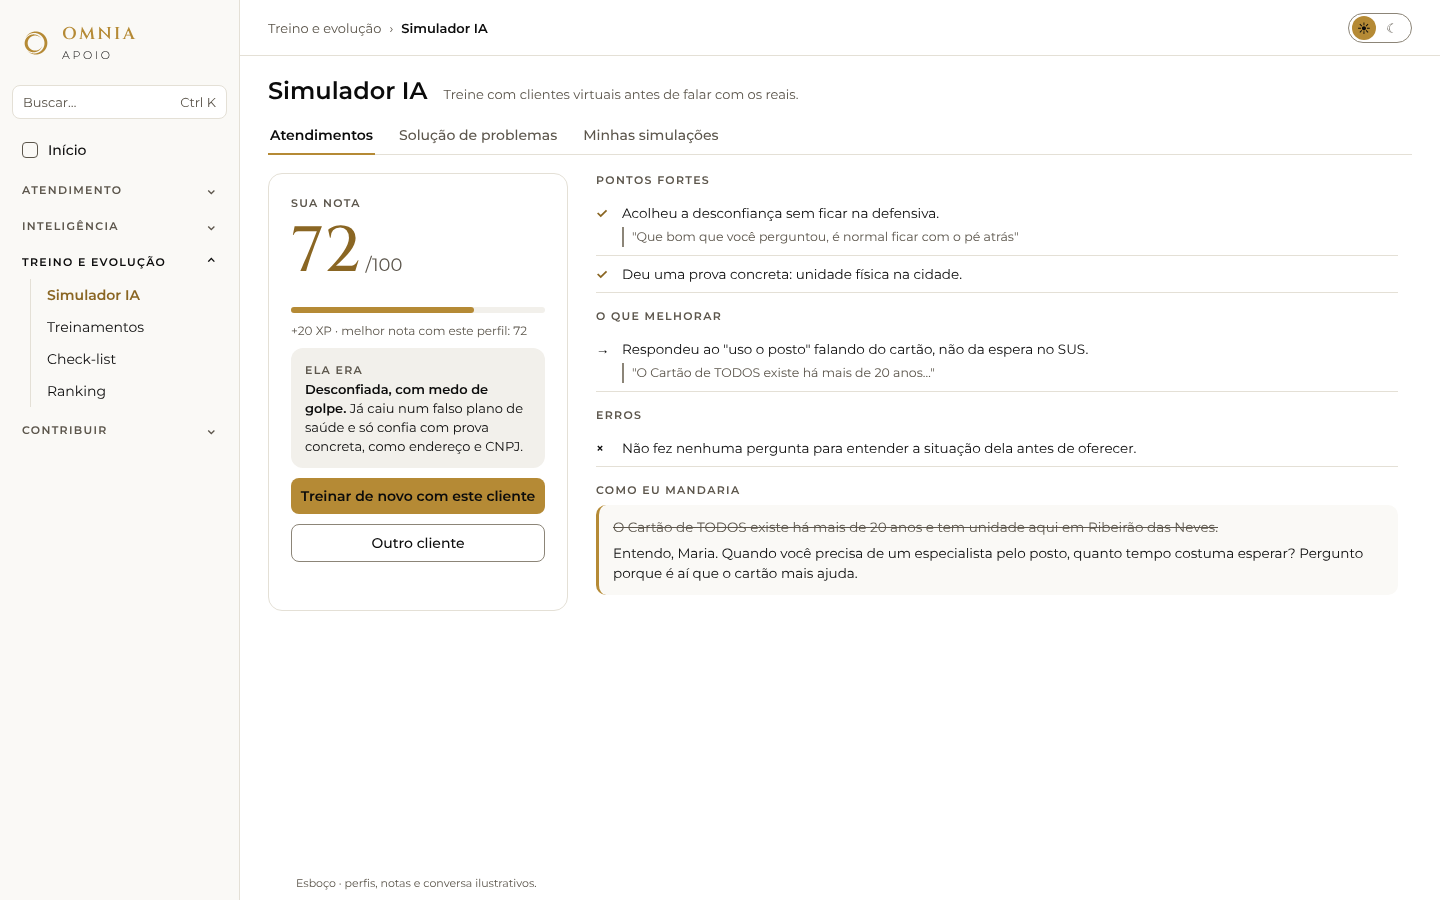 OMNIA
APOIO
Buscar... Ctrl K
Início
ATENDIMENTO
INTELIGÊNCIA
TREINO E EVOLUÇÃO
Simulador IA
Treinamentos
Check-list
Ranking
CONTRIBUIR
Treino e evolução › Simulador IA
Simulador IA Treine com clientes virtuais antes de falar com os reais.
Atendimentos Solução de problemas Minhas simulações
SUA NOTA
72 /100
+20 XP · melhor nota com este perfil: 72
ELA ERA
Desconfiada, com medo de
golpe. Já caiu num falso plano de
saúde e só confia com prova
concreta, como endereço e CNPJ.
Treinar de novo com este cliente
Outro cliente
PONTOS FORTES
✓ Acolheu a desconfiança sem ficar na defensiva.
"Que bom que você perguntou, é normal ficar com o pé atrás"
✓ Deu uma prova concreta: unidade física na cidade.
O QUE MELHORAR
→ Respondeu ao "uso o posto" falando do cartão, não da espera no SUS.
"O Cartão de TODOS existe há mais de 20 anos..."
ERROS
× Não fez nenhuma pergunta para entender a situação dela antes de oferecer.
COMO EU MANDARIA
O Cartão de TODOS existe há mais de 20 anos e tem unidade aqui em Ribeirão das Neves.
Entendo, Maria. Quando você precisa de um especialista pelo posto, quanto tempo costuma esperar? Pergunto
porque é aí que o cartão mais ajuda.
Esboço · perfis, notas e conversa ilustrativos.